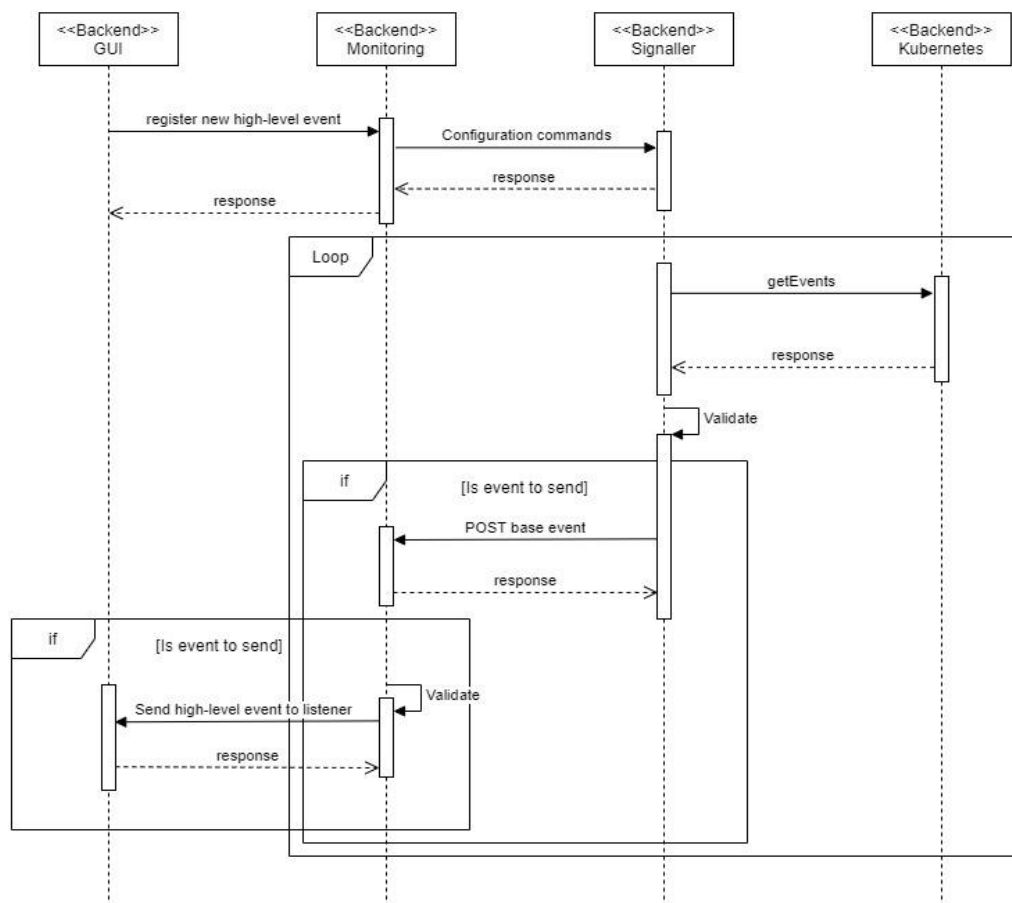 <<Backend>>
GUI
<<Backend>>
Monitoring
<<Backend>>
Signaller
<<Backend>>
Kubernetes
register new high-level event
Configuration commands
response
response
Loop
getEvents
response
Validate
if
[Is event to send]
POST base event
response
if
[Is event to send]
Validate
Send high-level event to listener
response